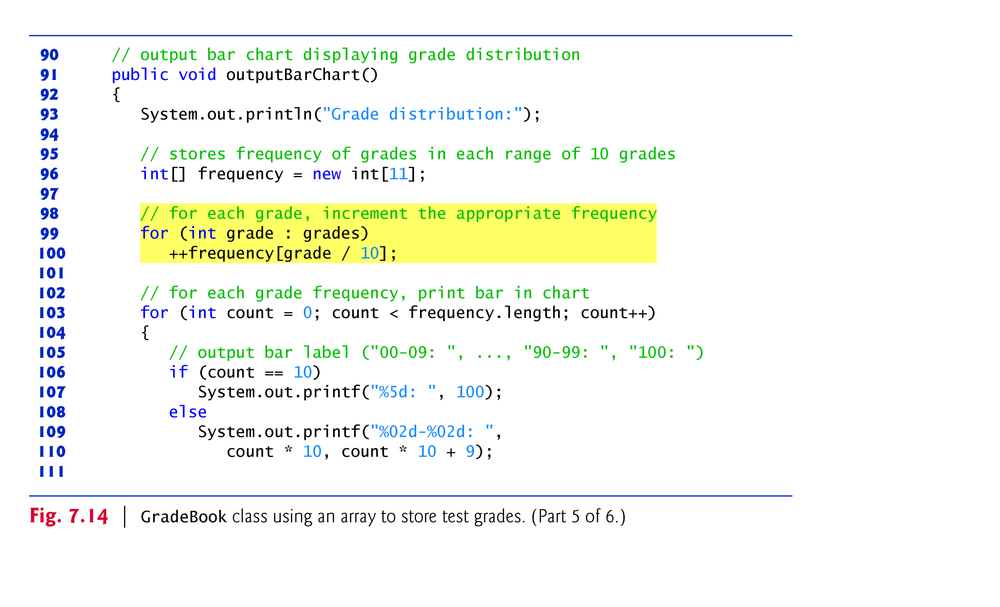 90 // output bar chart displaying grade distribution
91 public void outputBarChart()
92 {
93 System.out.println("Grade distribution:");
94
95 // stores frequency of grades in each range of 10 grades
96 int[] frequency = new int[11];
97
98 // for each grade, increment the appropriate frequency
99 for (int grade : grades)
100 ++frequency[grade / 10];
101
102 // for each grade frequency, print bar in chart
103 for (int count = 0; count < frequency.length; count++)
104 {
105 // output bar label ("00-09: ", ..., "90-99: ", "100: ")
106 if (count == 10)
107 System.out.printf("%5d: ", 100);
108 else
109 System.out.printf("%02d-%02d: ",
110 count * 10, count * 10 + 9);
111
Fig. 7.14 | GradeBook class using an array to store test grades. (Part 5 of 6.)